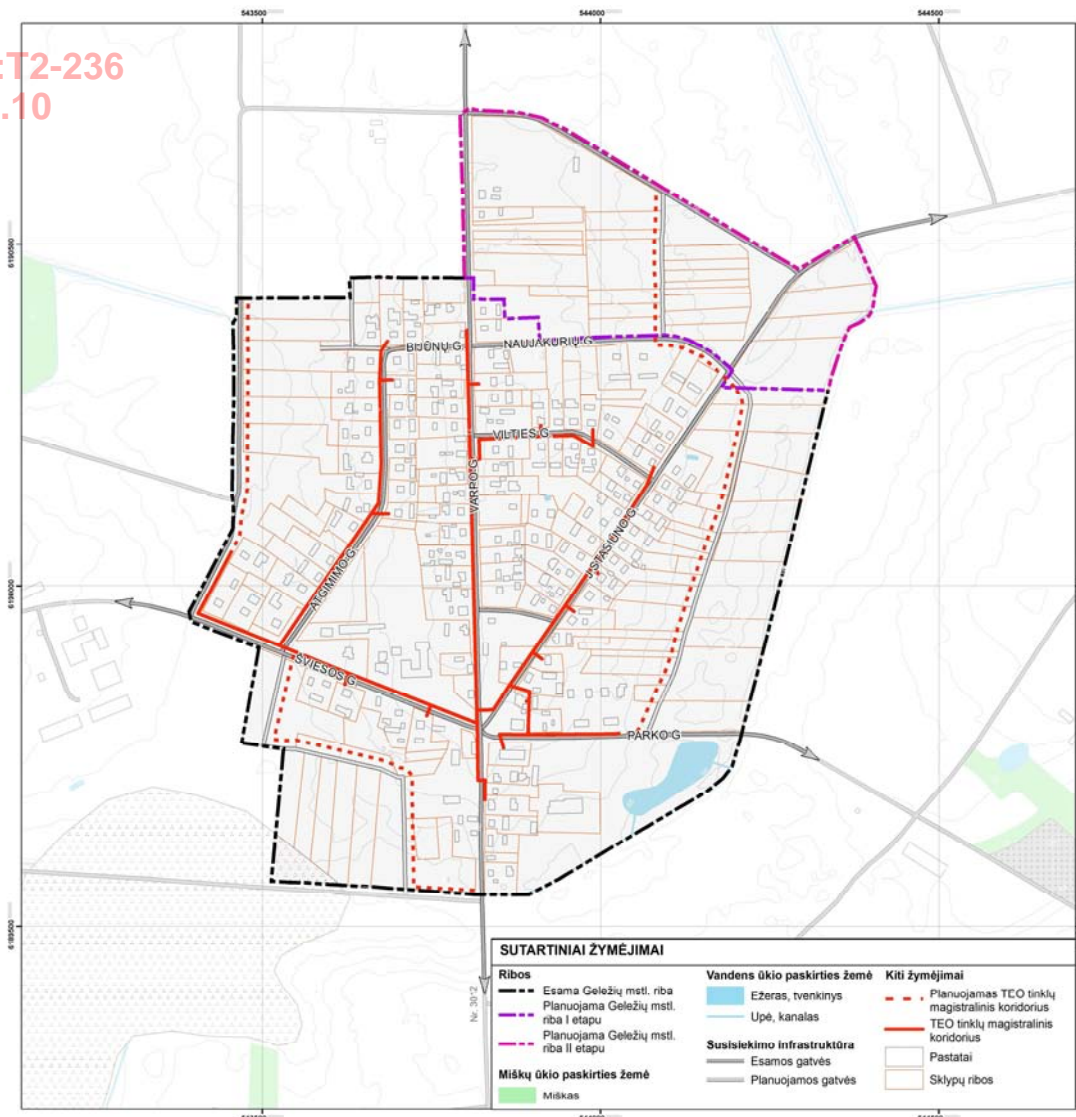 543500
544000
544500
:T2-236
.10
6190500
BIJŪNŲ G.
NAUJAKURIŲ G.
VILTIES G.
VARPO G.
J.STASIŪNO G.
6190000
ATGIMIMO G.
ŠVIESOS G.
PARKO G.
6189500
Nr. 3012
SUTARTINIAI ŽYMĖJIMAI
Ribos
Esama Geležių mstl. riba
Planuojama Geležių mstl.
riba I etapu
Planuojama Geležių mstl.
riba II etapu
Miškų ūkio paskirties žemė
Miškas
Vandens ūkio paskirties žemė
Ežeras, tvenkinys
Upė, kanalas
Susisiekimo infrastruktūra
Esamos gatvės
Planuojamos gatvės
Kiti žymėjimai
Planuojamas TEO tinklų
magistralinis koridorius
TEO tinklų magistralinis
koridorius
Pastatai
Sklypų ribos